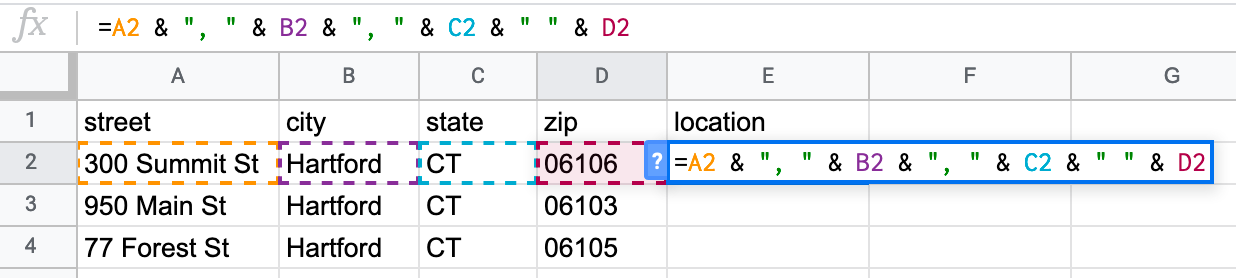 fx =A2 & ", " & B2 & ", " & C2 & " " & D2
A B C D E F G
1 street city state zip location
2 300 Summit St Hartford CT 06106 ? =A2 & ", " & B2 & ", " & C2 & " " & D2
3 950 Main St Hartford CT 06103
4 77 Forest St Hartford CT 06105